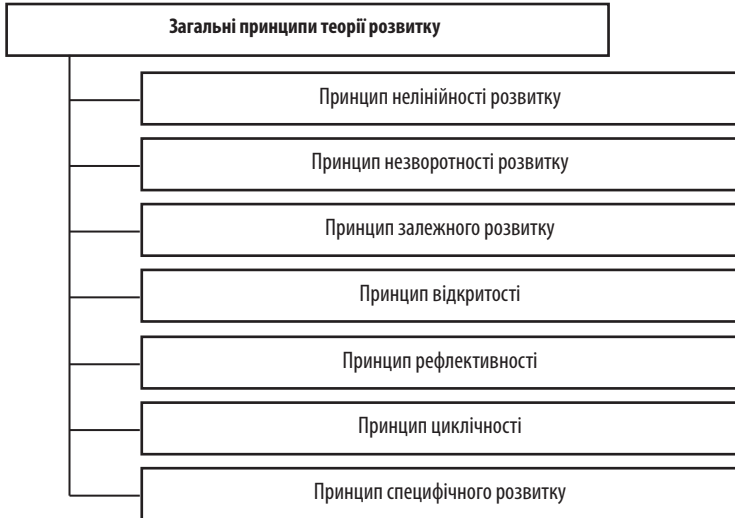 Загальні принципи теорії розвитку
Принцип нелінійності розвитку
Принцип незворотності розвитку
Принцип залежного розвитку
Принцип відкритості
Принцип рефлективності
Принцип циклічності
Принцип специфічного розвитку